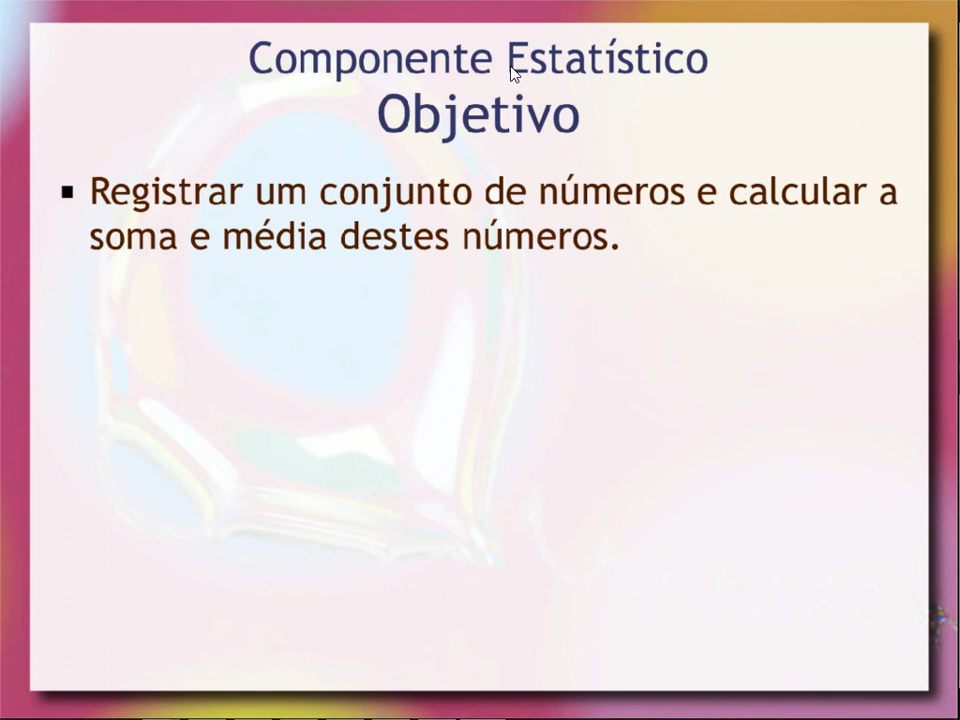 Componente Estatístico
Objetivo
▪ Registrar um conjunto de números e calcular a
soma e média destes números.